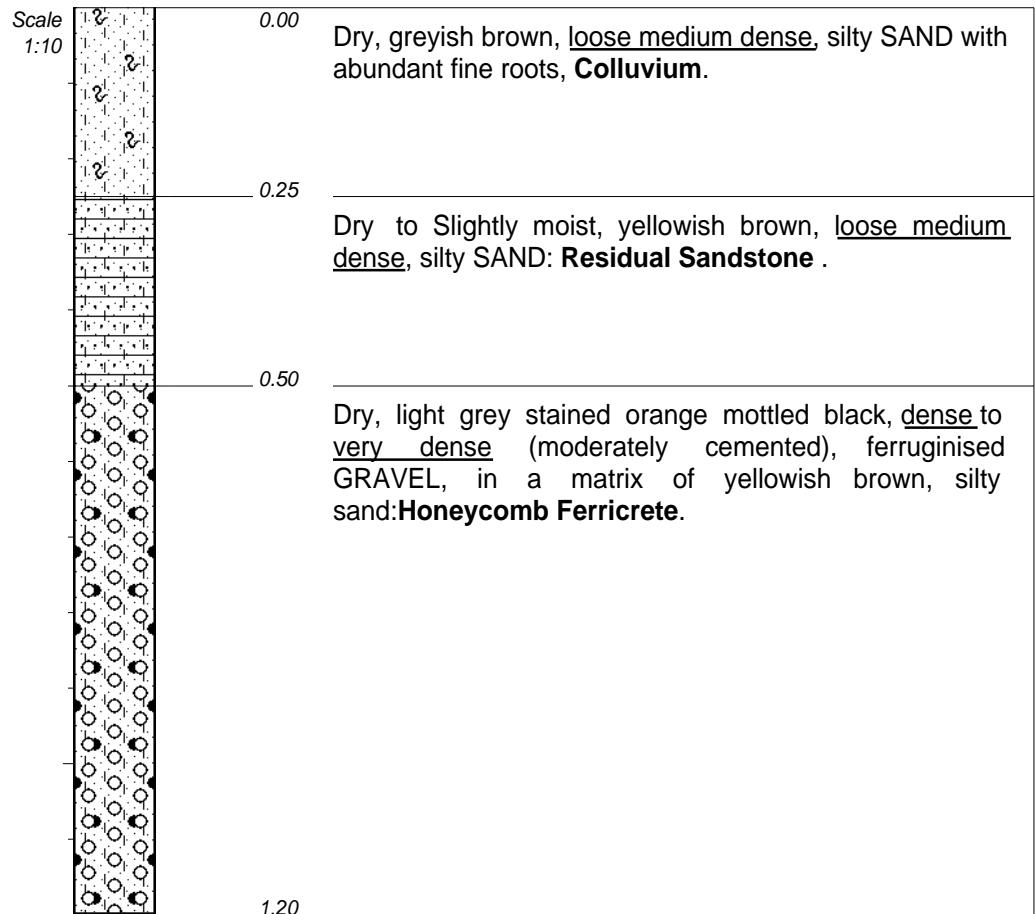 Scale
1:10
0.00
Dry, greyish brown, loose medium dense, silty SAND with
abundant fine roots, Colluvium.
0.25
Dry to Slightly moist, yellowish brown, loose medium
dense, silty SAND: Residual Sandstone .
0.50
Dry, light grey stained orange mottled black, dense to
very dense (moderately cemented), ferruginised
GRAVEL, in a matrix of yellowish brown, silty
sand:Honeycomb Ferricrete.
1.20